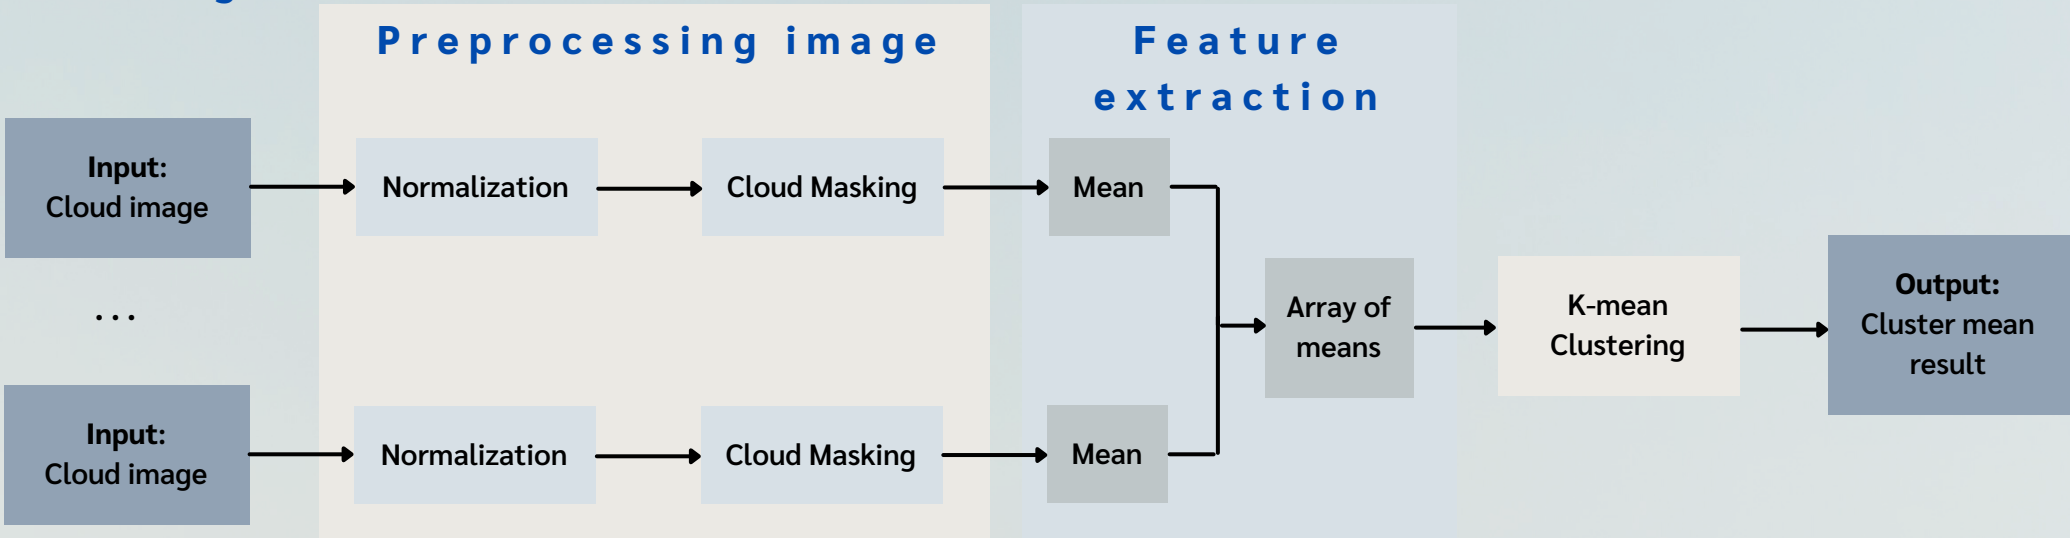 Preprocessing image
Feature
extraction
Input:
Cloud image
Normalization
Cloud Masking
Mean
...
Array of
means
K-mean
Clustering
Output:
Cluster mean
result
Input:
Cloud image
Normalization
Cloud Masking
Mean